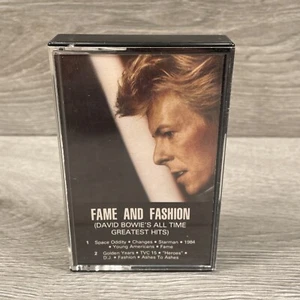 FAME AND FASHION
(DAVID BOWIE'S ALL TIME
GREATEST HITS)
1 Space Oddity • Changes • Starman • 1984
• Young Americans • Fame
2 Golden Years • TVC 15 • "Heroes" •
D.J. • Fashion • Ashes To Ashes